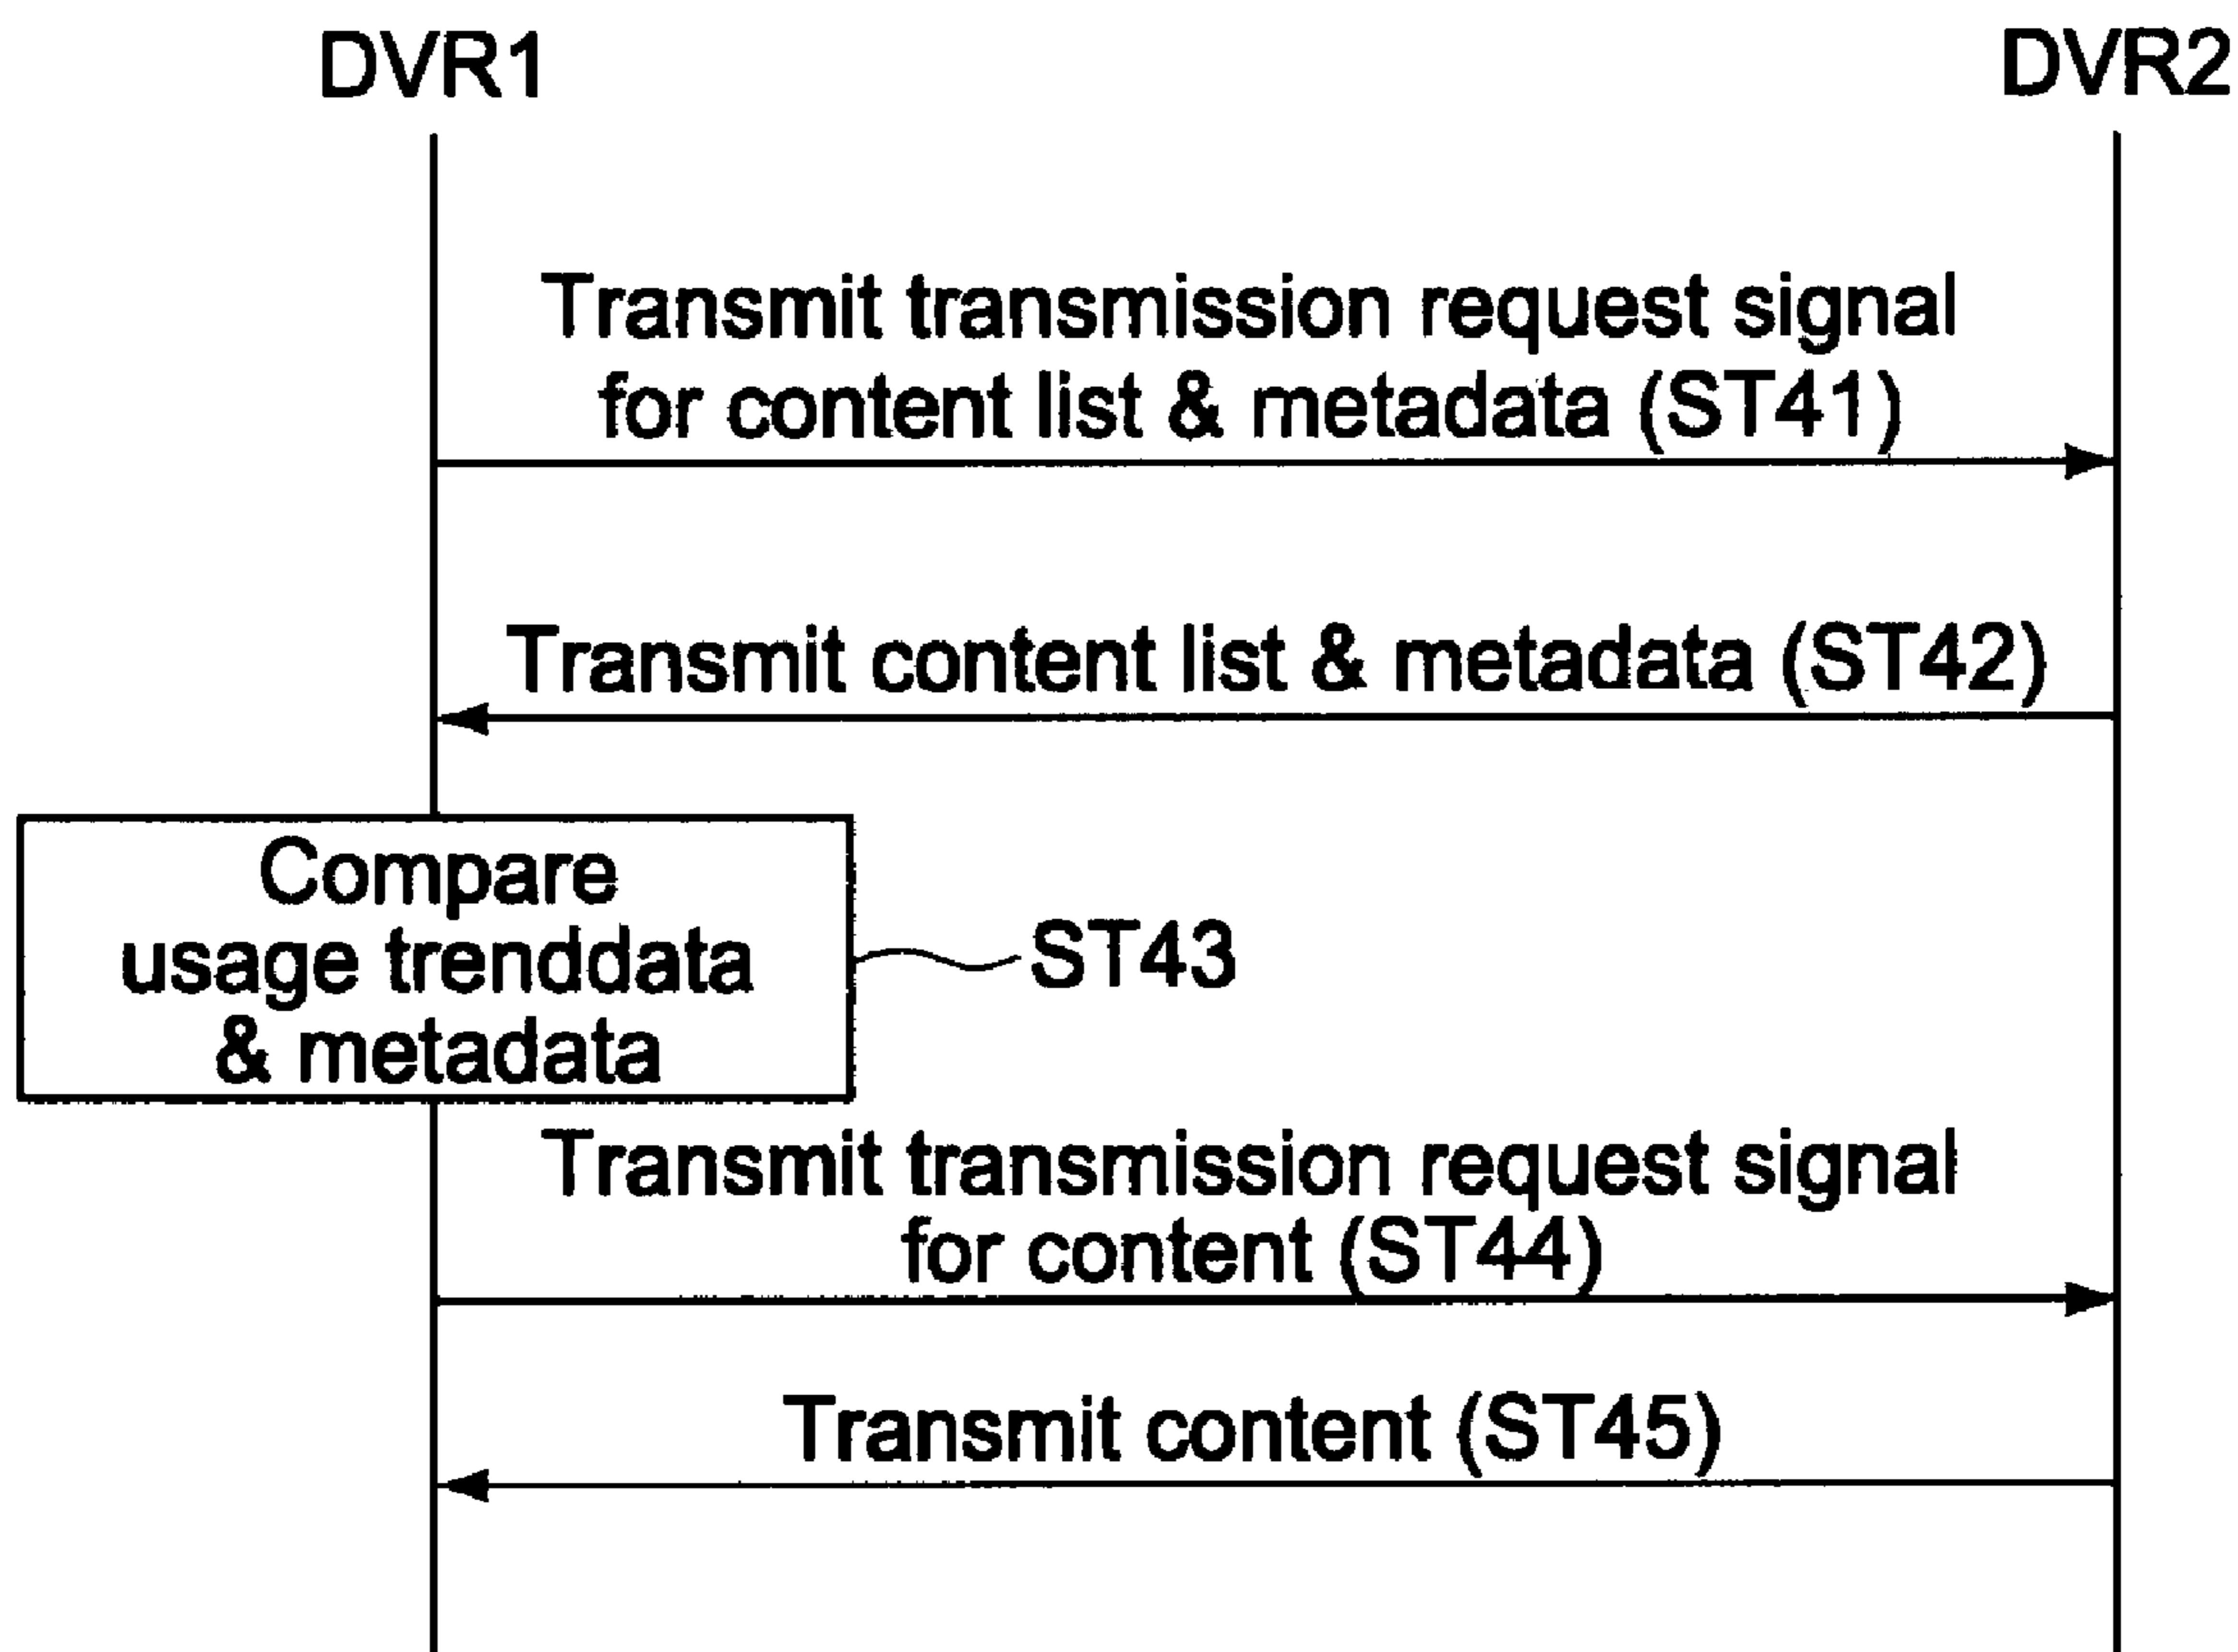 DVR1
DVR2
Transmit transmission request signal
for content list & metadata (ST41)
Transmit content list & metadata (ST42)
Compare
usage trenddata
& metadata
ST43
Transmit transmission request signal
for content (ST44)
Transmit content (ST45)